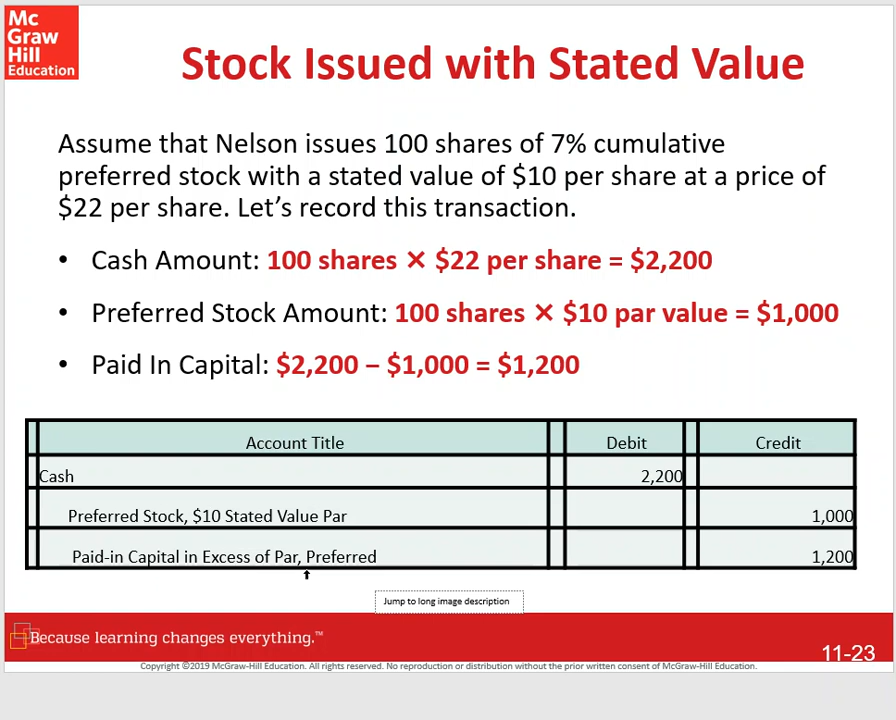 Mc
Graw
Hill
Education
Stock Issued with Stated Value
Assume that Nelson issues 100 shares of 7% cumulative
preferred stock with a stated value of $10 per share at a price of
$22 per share. Let’s record this transaction.
• Cash Amount: 100 shares × $22 per share = $2,200
• Preferred Stock Amount: 100 shares × $10 par value = $1,000
• Paid In Capital: $2,200 – $1,000 = $1,200
Account Title Debit Credit
Cash 2,200
Preferred Stock, $10 Stated Value Par 1,000
Paid-in Capital in Excess of Par, Preferred 1,200
Jump to long image description
Because learning changes everything.™
11-23
Copyright ©2019 McGraw-Hill Education. All rights reserved. No reproduction or distribution without the prior written consent of McGraw-Hill Education.